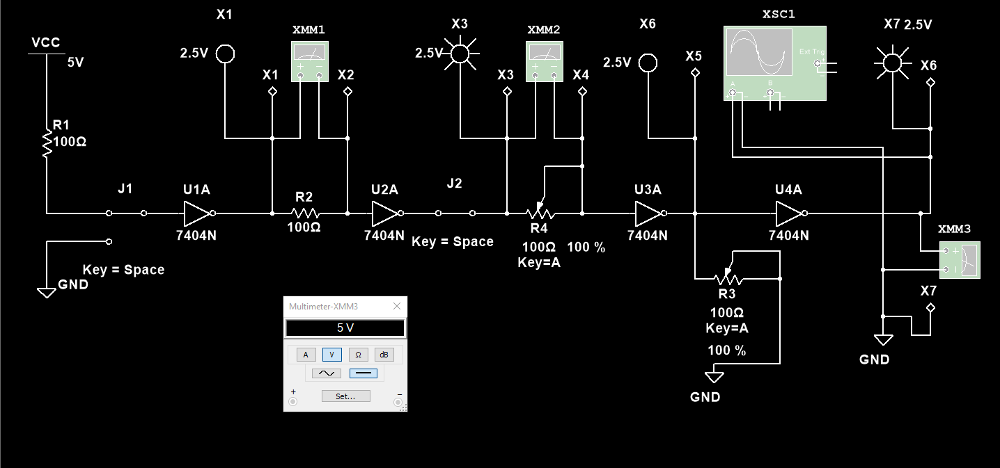 X1
XSC1
X3
X6
X7 2.5V
XMM1
XMM2
VCC
2.5V
2.5V
2.5V
X5
Ext Trig
5V
X1
X2
X3
X4
X6
A
B
R1
100Ω
J1
U1A
R2
U2A
J2
U3A
U4A
100Ω
R4
XMM3
7404N
7404N
Key = Space
100Ω
100 %
7404N
7404N
Key=A
Key = Space
GND
X7
R3
Multimeter-XMM3
100Ω
5 V
Key=A
100 %
A
V
Ω
dB
GND
Set...
GND